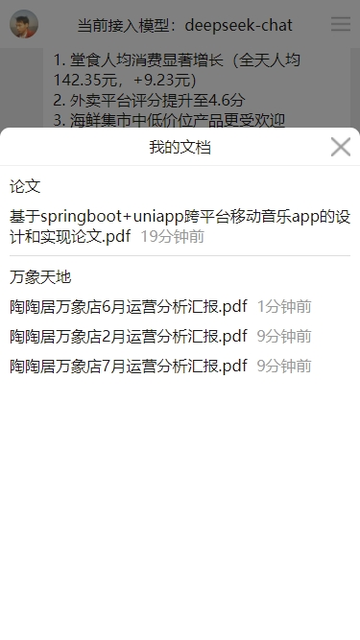 当前接入模型：deepseek-chat
1. 堂食人均消费显著增长（全天人均
142.35元，+9.23元）
2. 外卖平台评分提升至4.6分
3. 海鲜集市中低价位产品更受欢迎
我的文档
论文
基于springboot+uniapp跨平台移动音乐app的设
计和实现论文.pdf 19分钟前
万象天地
陶陶居万象店6月运营分析汇报.pdf 1分钟前
陶陶居万象店2月运营分析汇报.pdf 9分钟前
陶陶居万象店7月运营分析汇报.pdf 9分钟前